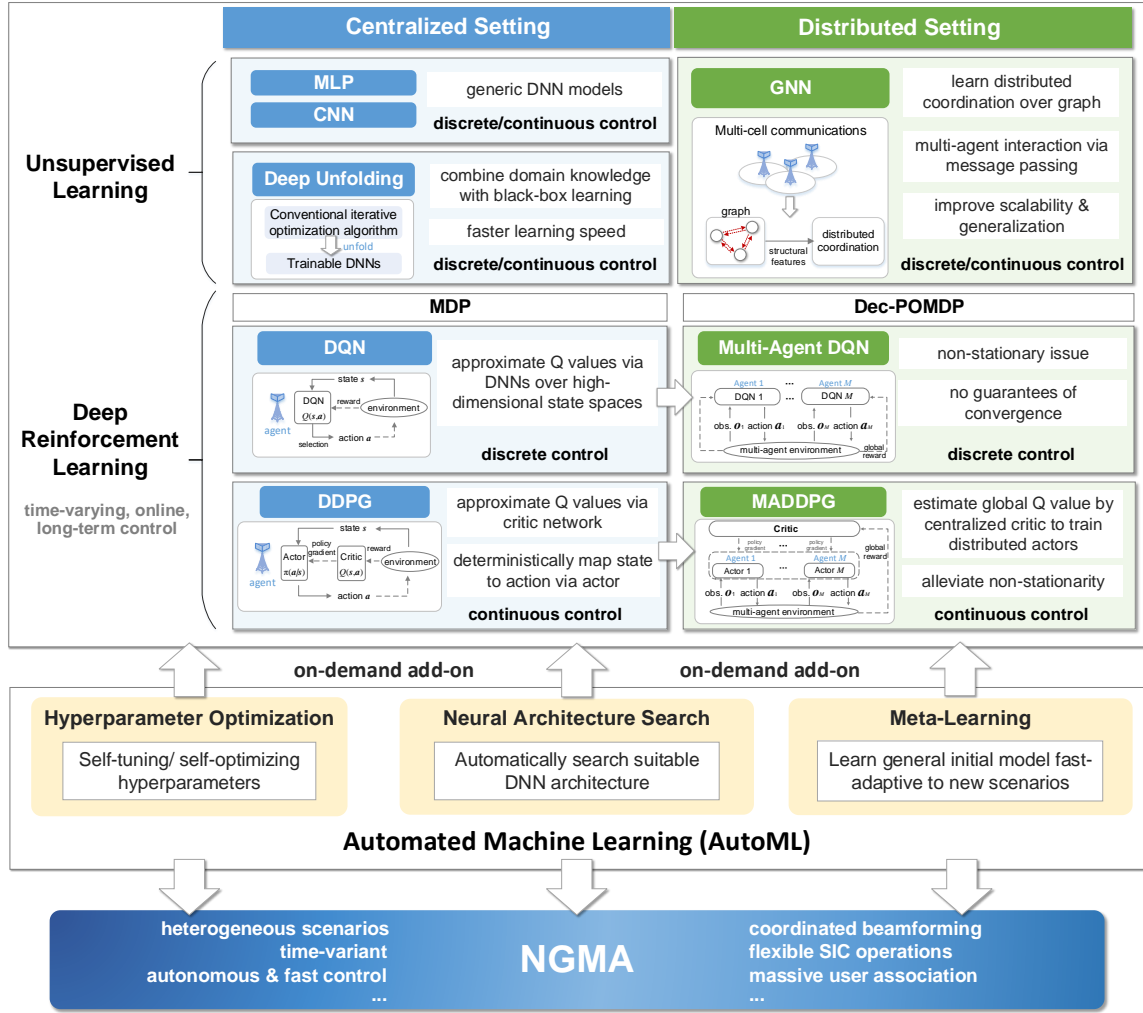 Centralized Setting
Distributed Setting
Unsupervised
Learning
MLP
CNN
generic DNN models
discrete/continuous control
Deep Unfolding
Conventional iterative
optimization algorithm
unfold
Trainable DNNs
combine domain knowledge
with black-box learning
faster learning speed
discrete/continuous control
GNN
Multi-cell communications
graph
structural
features
distributed
coordination
learn distributed
coordination over graph
multi-agent interaction via
message passing
improve scalability &
generalization
discrete/continuous control
Deep
Reinforcement
Learning
time-varying, online,
long-term control
MDP
Dec-POMDP
DQN
state s
DQN
Q(s,a)
reward
environment
agent
selection
action a
approximate Q values via
DNNs over high-
dimensional state spaces
discrete control
Multi-Agent DQN
Agent 1 ... Agent M
DQN 1 ... DQN M
obs. o1 action a1 obs. oM action aM
multi-agent environment
global
reward
non-stationary issue
no guarantees of
convergence
discrete control
DDPG
state s
Actor
π(a|s)
policy
gradient
Critic
Q(s,a)
reward
environment
agent
action a
approximate Q values via
critic network
deterministically map state
to action via actor
continuous control
MADDPG
Critic
policy
gradient
...
policy
gradient
global
reward
Agent 1 ... Agent M
Actor 1 ... Actor M
obs. o1 action a1 obs. oM action aM
multi-agent environment
estimate global Q value by
centralized critic to train
distributed actors
alleviate non-stationarity
continuous control
on-demand add-on
on-demand add-on
Hyperparameter Optimization
Self-tuning/ self-optimizing
hyperparameters
Neural Architecture Search
Automatically search suitable
DNN architecture
Meta-Learning
Learn general initial model fast-
adaptive to new scenarios
Automated Machine Learning (AutoML)
heterogeneous scenarios
time-variant
autonomous & fast control
...
NGMA
coordinated beamforming
flexible SIC operations
massive user association
...